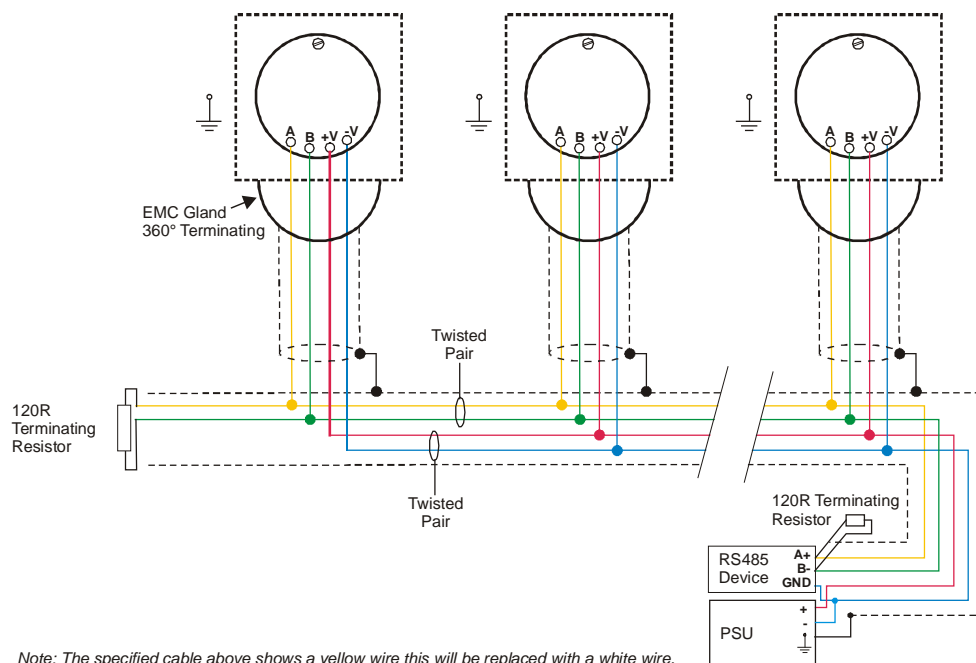 A B +V -V
A B +V -V
A B +V -V
EMC Gland
360° Terminating
Twisted
Pair
120R
Terminating
Resistor
Twisted
Pair
120R Terminating
Resistor
RS485
Device
A+
B-
GND
PSU
+
-
Note: The specified cable above shows a yellow wire this will be replaced with a white wire.